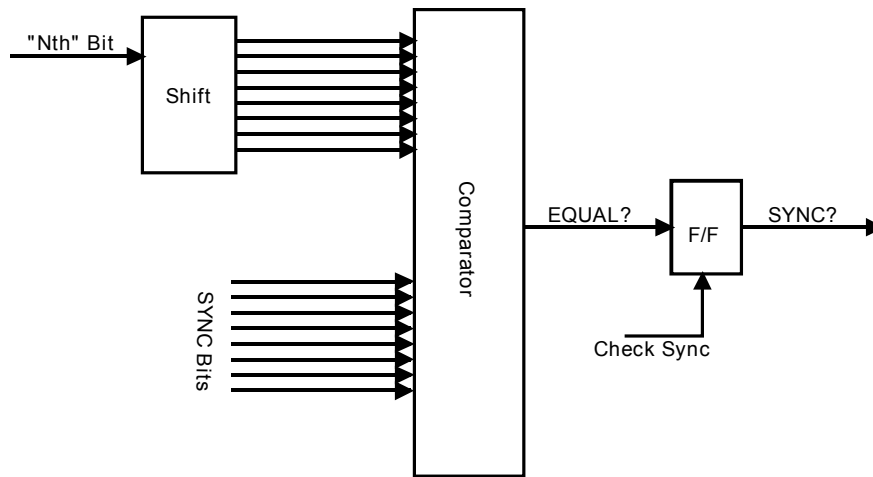 "Nth" Bit
Shift
Comparator
EQUAL?
F/F
SYNC?
SYNC Bits
Check Sync